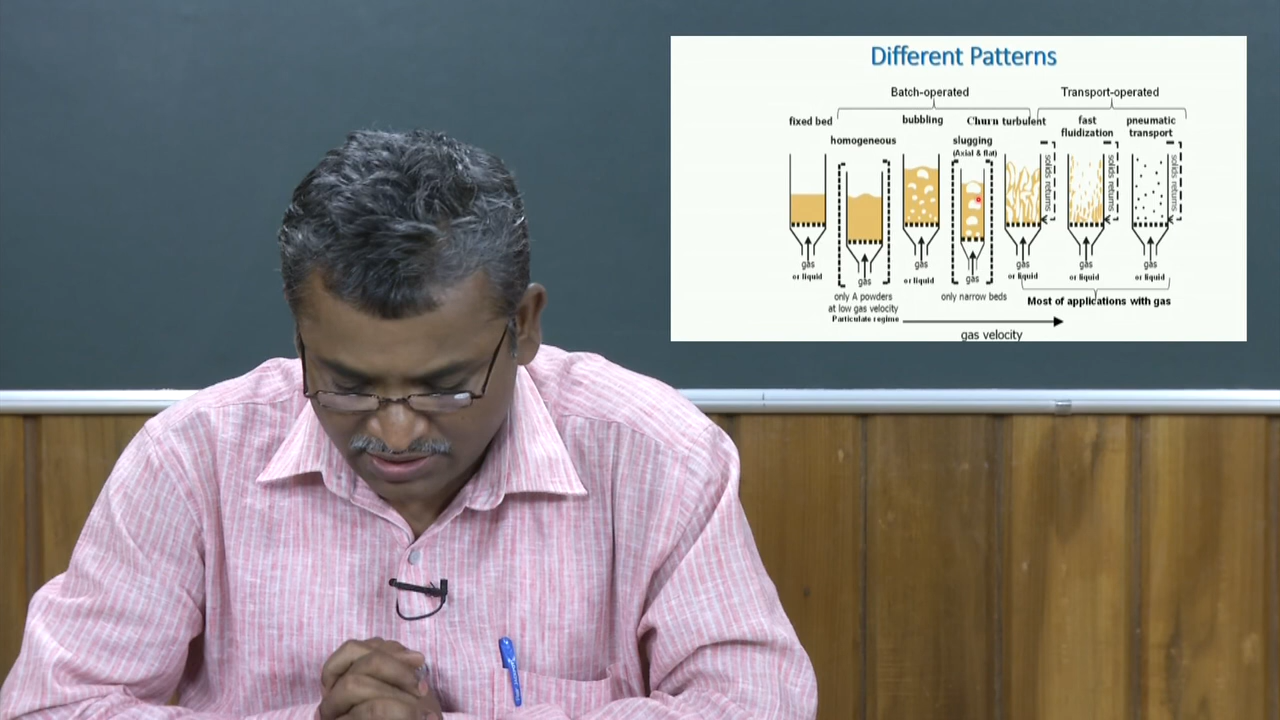 Different Patterns
Batch-operated
Transport-operated
fixed bed
homogeneous
bubbling
slugging
(Axial & flat)
Churn turbulent
fast
fluidization
pneumatic
transport
solids returns
solids returns
solids returns
gas
or liquid
gas
gas
or liquid
gas
gas
or liquid
gas
or liquid
gas
or liquid
only A powders
at low gas velocity
Particulate regime
only narrow beds
Most of applications with gas
gas velocity